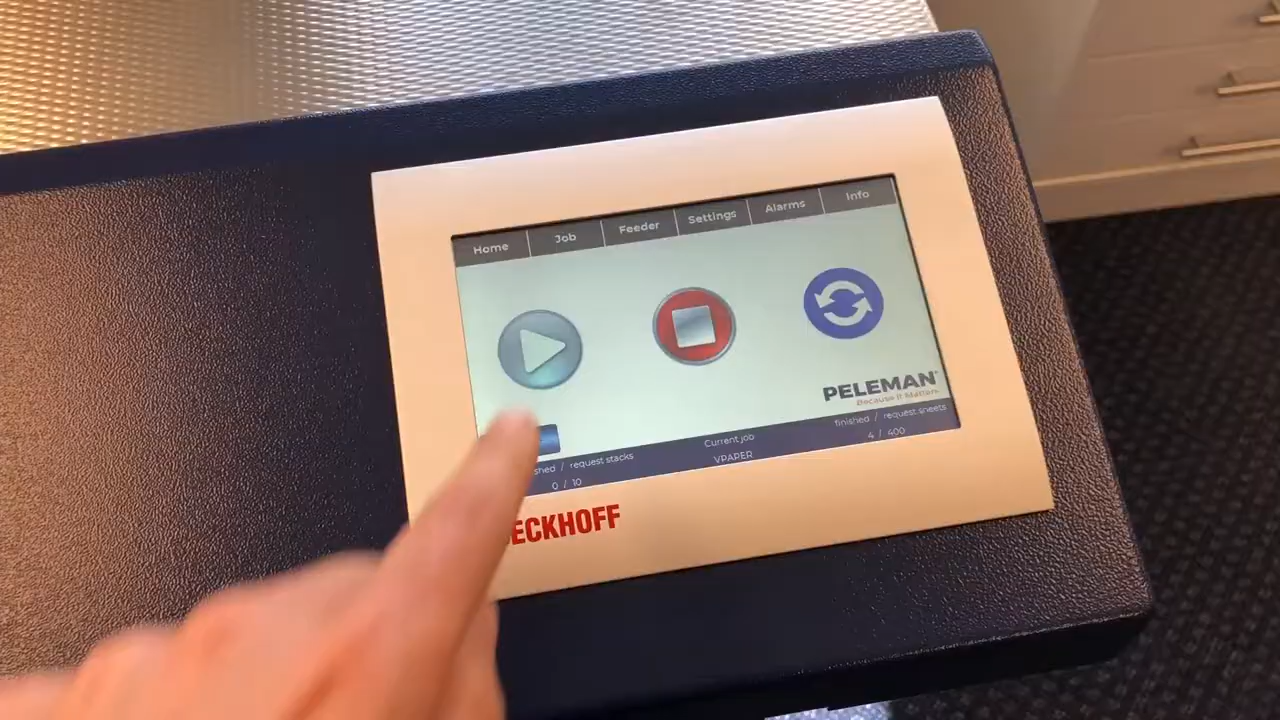 Home Job Feeder Settings Alarms Info
PELEMAN
Because It Matters
shed / request stacks Current job finished / request sheets
0 / 10 VPAPER 4 / 400
ECKHOFF